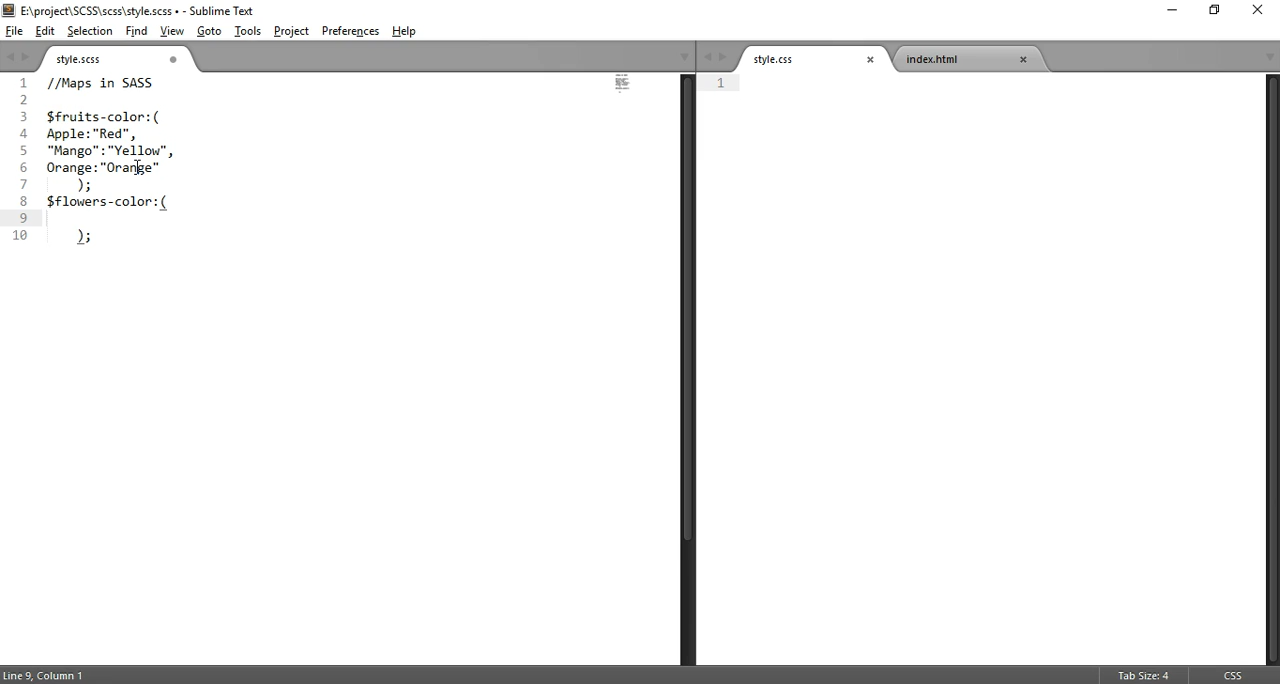 E:\project\SCSS\scss\style.scss • - Sublime Text
File Edit Selection Find View Goto Tools Project Preferences Help
style.scss
style.css
index.html
1 //Maps in SASS
2
3 $fruits-color:(
4 Apple:"Red",
5 "Mango":"Yellow",
6 Orange:"Orange"
7 );
8 $flowers-color:(
9
10 );
1
Line 9, Column 1
Tab Size: 4
CSS